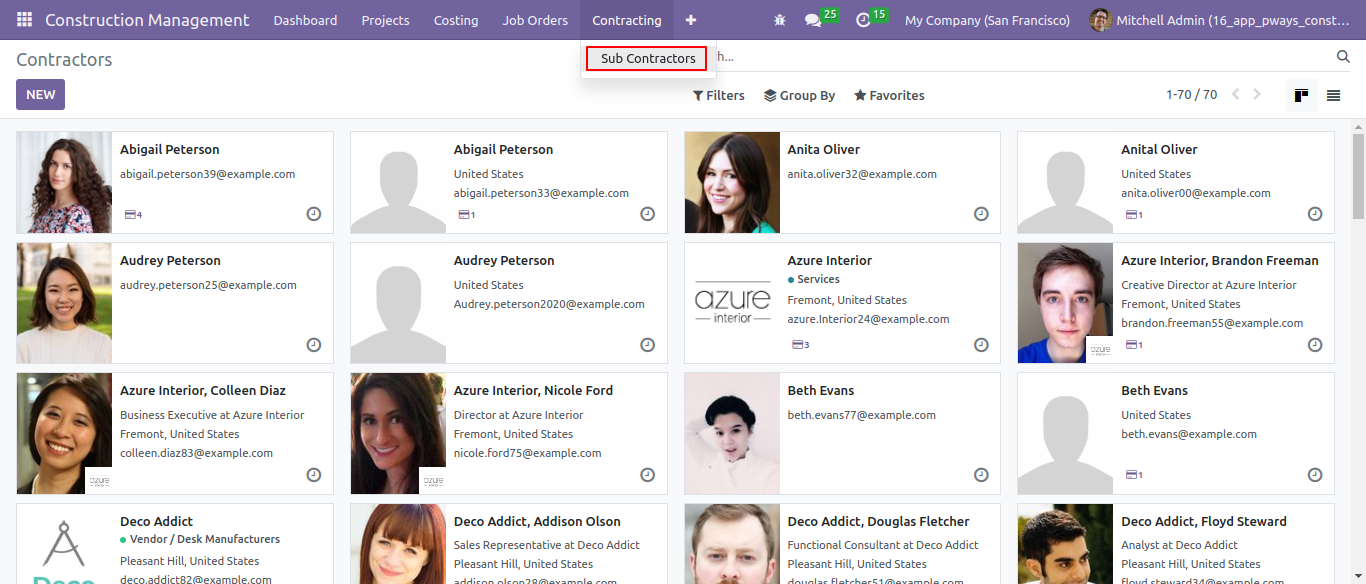 Construction Management Dashboard Projects Costing Job Orders Contracting 25 15 My Company (San Francisco) Mitchell Admin (16_app_pways_const...
Contractors
Sub Contractors
h...
NEW
Filters Group By Favorites
1-70 / 70
Abigail Peterson
abigail.peterson39@example.com
4
Abigail Peterson
United States
abigail.peterson33@example.com
1
Anita Oliver
anita.oliver32@example.com
Anital Oliver
United States
anita.oliver00@example.com
1
Audrey Peterson
audrey.peterson25@example.com
Audrey Peterson
United States
Audrey.peterson2020@example.com
azure
interior
Azure Interior
Services
Fremont, United States
azure.Interior24@example.com
3
azure
Azure Interior, Brandon Freeman
Creative Director at Azure Interior
Fremont, United States
brandon.freeman55@example.com
1
azure
Azure Interior, Colleen Diaz
Business Executive at Azure Interior
Fremont, United States
colleen.diaz83@example.com
azure
Azure Interior, Nicole Ford
Director at Azure Interior
Fremont, United States
nicole.ford75@example.com
Beth Evans
beth.evans77@example.com
Beth Evans
United States
beth.evans@example.com
1
Deco
Deco Addict
Vendor / Desk Manufacturers
Pleasant Hill, United States
deco.addict82@example.com
Deco Addict, Addison Olson
Sales Representative at Deco Addict
Pleasant Hill, United States
addison.olson28@example.com
Deco Addict, Douglas Fletcher
Functional Consultant at Deco Addict
Pleasant Hill, United States
douglas.fletcher51@example.com
Deco Addict, Floyd Steward
Analyst at Deco Addict
Pleasant Hill, United States
floyd.steward34@example.com